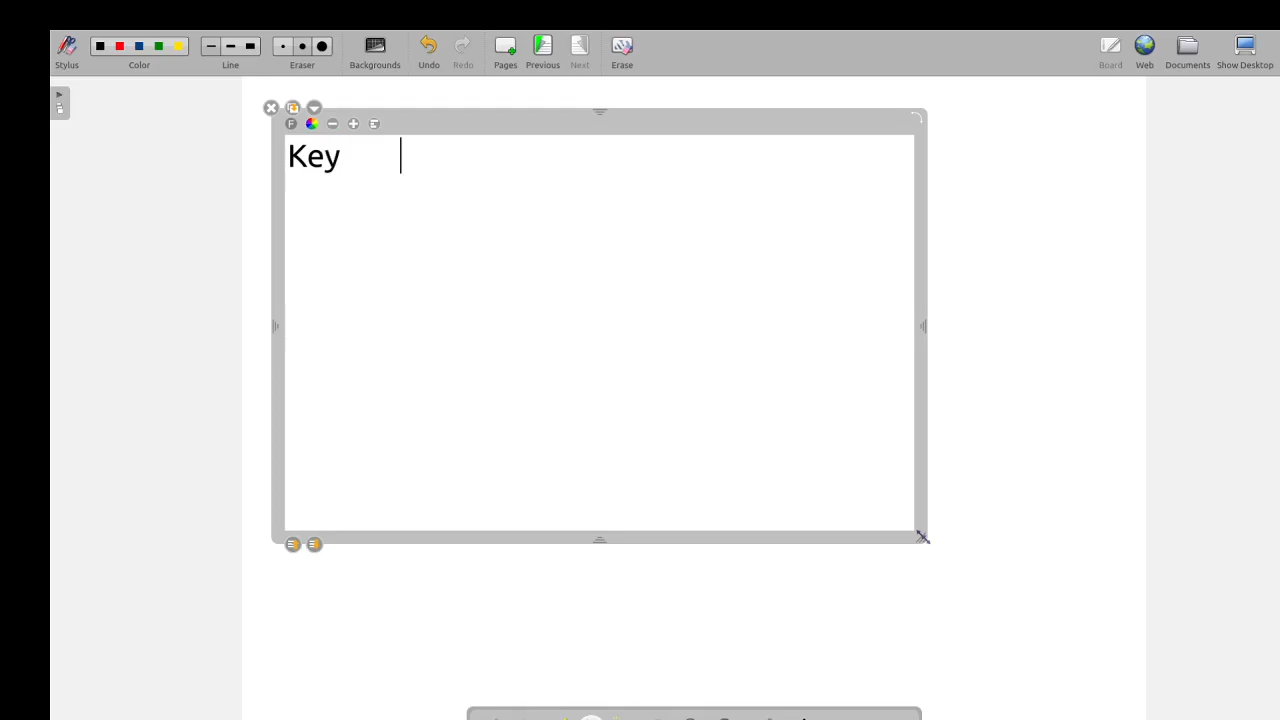 Stylus Color Line Eraser Backgrounds Undo Redo Pages Previous Next Erase Board Web Documents Show Desktop
F
Key